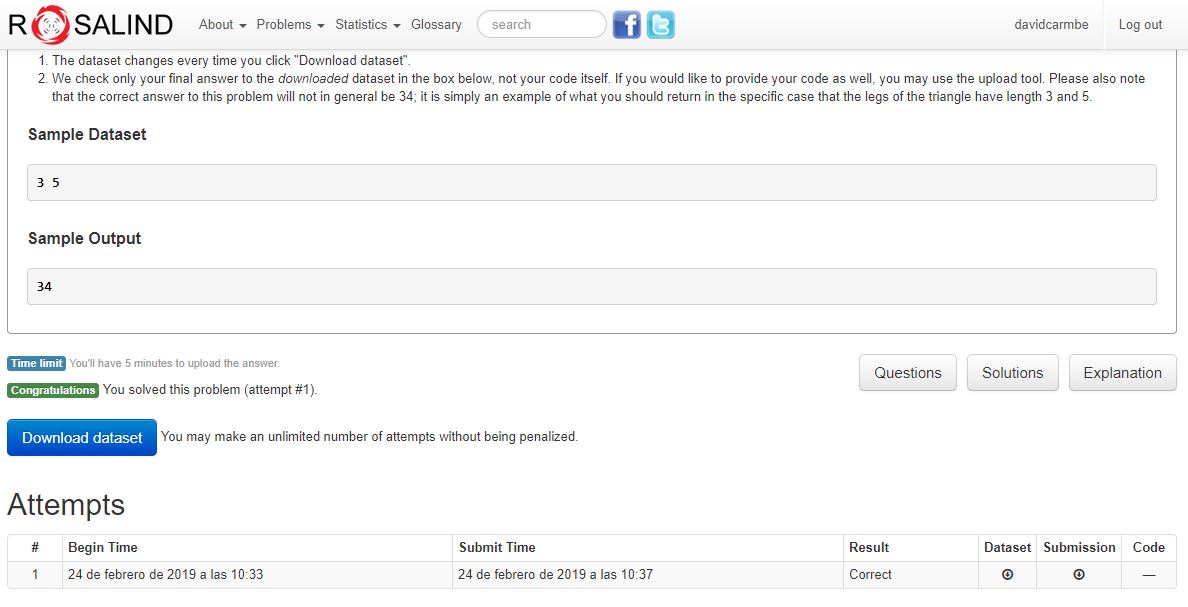 ROSALIND About Problems Statistics Glossary search davidcarmbe Log out
1. The dataset changes every time you click "Download dataset".
2. We check only your final answer to the downloaded dataset in the box below, not your code itself. If you would like to provide your code as well, you may use the upload tool. Please also note
that the correct answer to this problem will not in general be 34; it is simply an example of what you should return in the specific case that the legs of the triangle have length 3 and 5.
Sample Dataset
3 5
Sample Output
34
Time limit You'll have 5 minutes to upload the answer.
Questions Solutions Explanation
Congratulations You solved this problem (attempt #1).
Download dataset You may make an unlimited number of attempts without being penalized.
Attempts
# Begin Time Submit Time Result Dataset Submission Code
1 24 de febrero de 2019 a las 10:33 24 de febrero de 2019 a las 10:37 Correct —